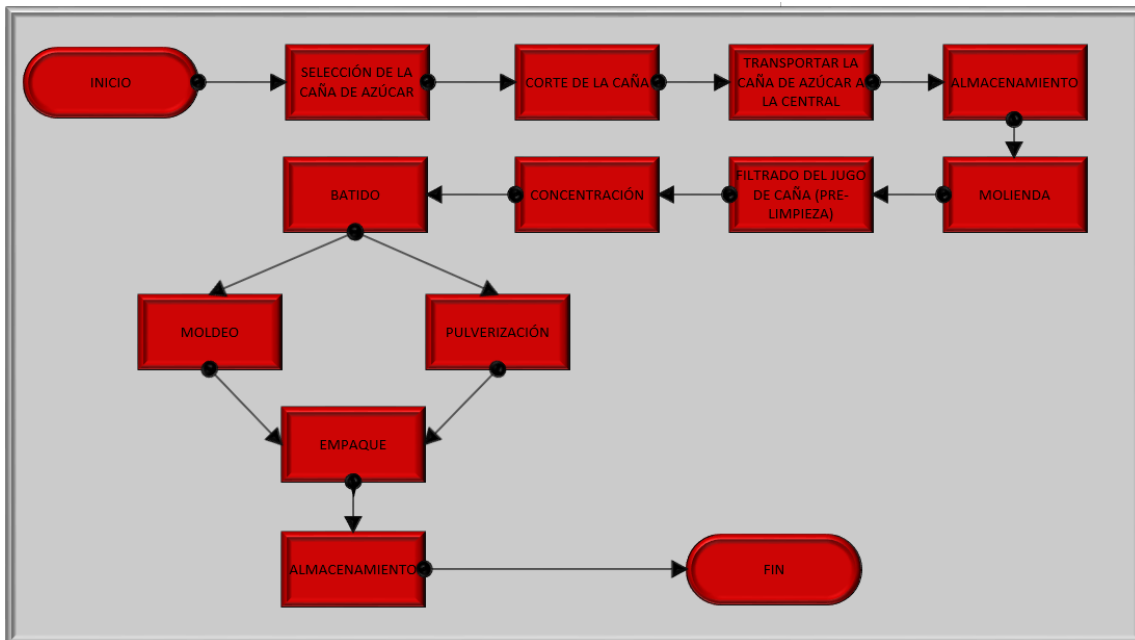 INICIO
SELECCIÓN DE LA
CAÑA DE AZÚCAR
CORTE DE LA CAÑA
TRANSPORTAR LA
CAÑA DE AZÚCAR A
LA CENTRAL
ALMACENAMIENTO
MOLIENDA
FILTRADO DEL JUGO
DE CAÑA (PRE-
LIMPIEZA)
CONCENTRACIÓN
BATIDO
MOLDEO
PULVERIZACIÓN
EMPAQUE
ALMACENAMIENTO
FIN